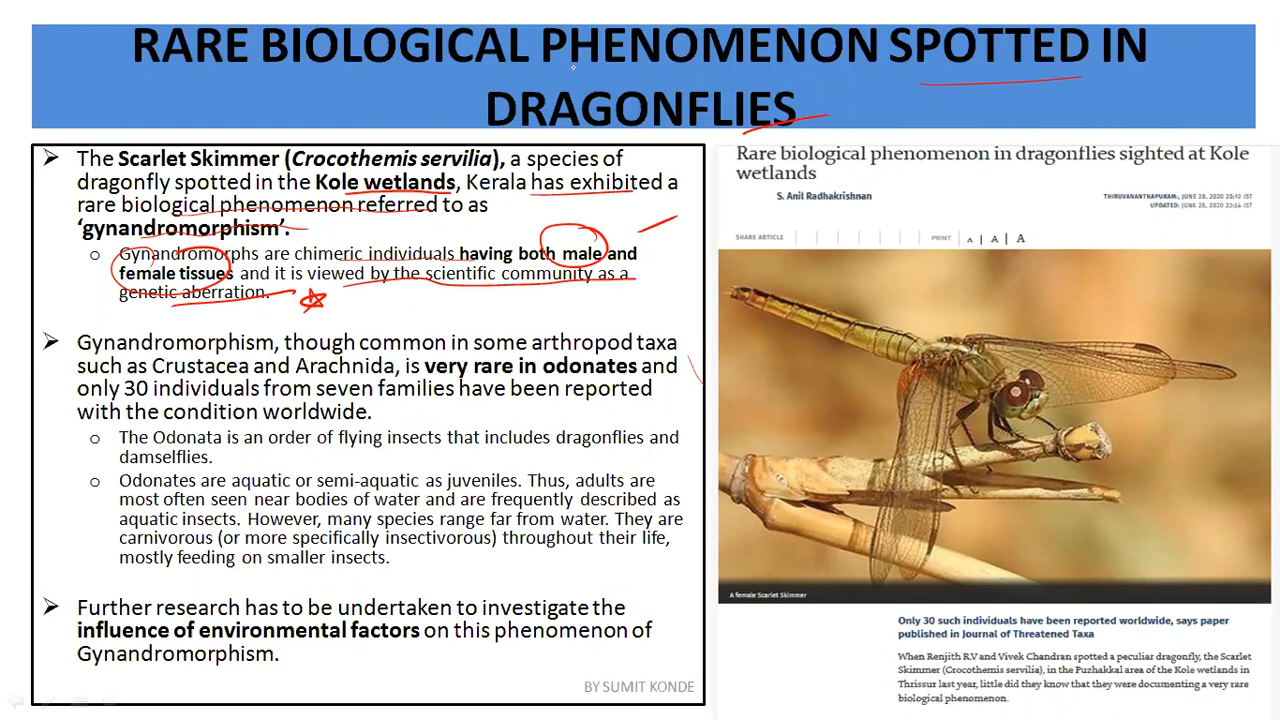 RARE BIOLOGICAL PHENOMENON SPOTTED IN
DRAGONFLIES
➢ The Scarlet Skimmer (Crocothemis servilia), a species of
dragonfly spotted in the Kole wetlands, Kerala has exhibited a
rare biological phenomenon referred to as
‘gynandromorphism’.
o Gynandromorphs are chimeric individuals having both male and
female tissues and it is viewed by the scientific community as a
genetic aberration.
➢ Gynandromorphism, though common in some arthropod taxa
such as Crustacea and Arachnida, is very rare in odonates and
only 30 individuals from seven families have been reported
with the condition worldwide.
o The Odonata is an order of flying insects that includes dragonflies and
damselflies.
o Odonates are aquatic or semi-aquatic as juveniles. Thus, adults are
most often seen near bodies of water and are frequently described as
aquatic insects. However, many species range far from water. They are
carnivorous (or more specifically insectivorous) throughout their life,
mostly feeding on smaller insects.
➢ Further research has to be undertaken to investigate the
influence of environmental factors on this phenomenon of
Gynandromorphism.
BY SUMIT KONDE
Rare biological phenomenon in dragonflies sighted at Kole
wetlands
S. Anil Radhakrishnan
THIRUVANANTHAPURAM, JUNE 28, 2020 20:10 IST
UPDATED: JUNE 28, 2020 23:54 IST
SHARE ARTICLE PRINT A A A
A female Scarlet Skimmer
Only 30 such individuals have been reported worldwide, says paper
published in Journal of Threatened Taxa
When Renjith R.V and Vivek Chandran spotted a peculiar dragonfly, the Scarlet
Skimmer (Crocothemis servilia), in the Puzhakkal area of the Kole wetlands in
Thrissur last year, little did they know that they were documenting a very rare
biological phenomenon.